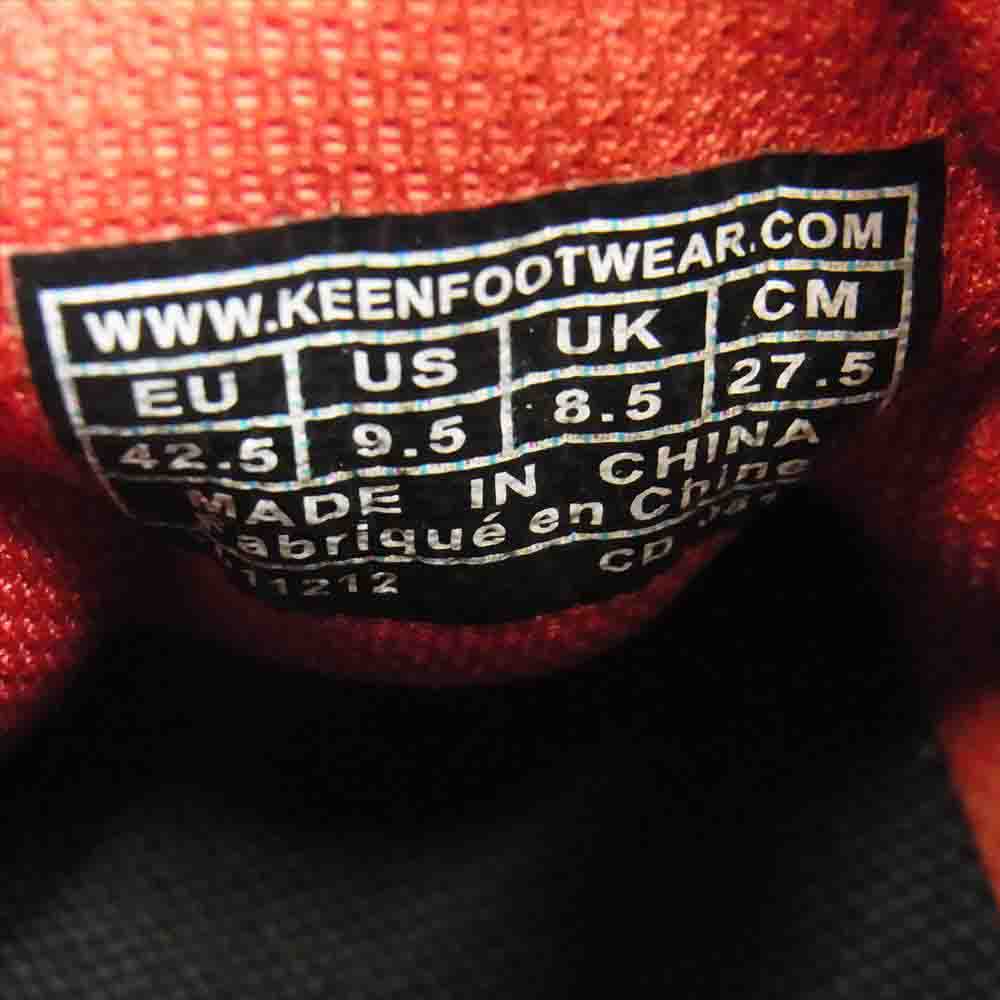 WWW.KEENFOOTWEAR.COM
EU US UK CM
42.5 9.5 8.5 27.5
MADE IN CHINA
Fabriqué en Chine
CD